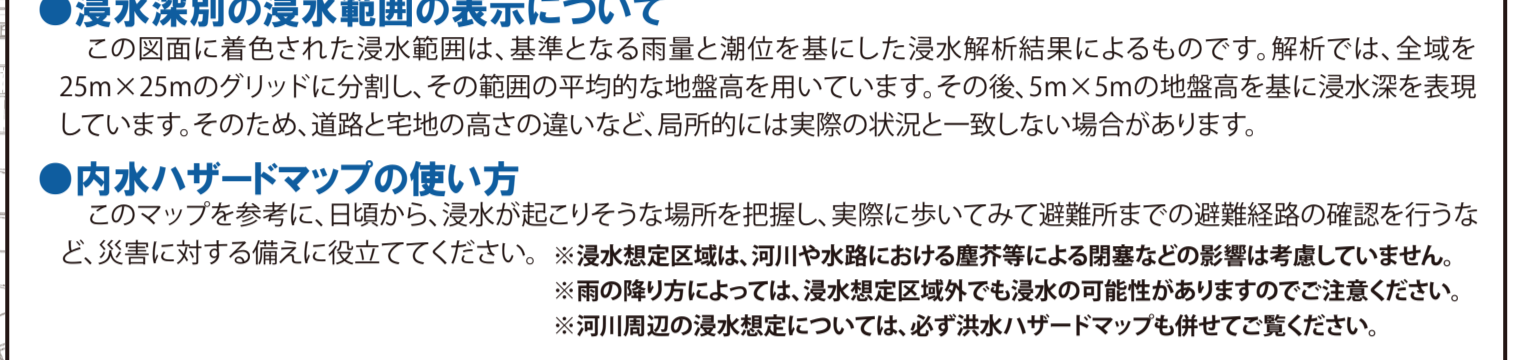 ●浸水深別の浸水範囲の表示について
この図面に着色された浸水範囲は、基準となる雨量と潮位を基にした浸水解析結果によるものです。解析では、全域を
25m×25mのグリッドに分割し、その範囲の平均的な地盤高を用いています。その後、5m×5mの地盤高を基に浸水深を表現
しています。そのため、道路と宅地の高さの違いなど、局所的には実際の状況と一致しない場合があります。
●内水ハザードマップの使い方
このマップを参考に、日頃から、浸水が起こりそうな場所を把握し、実際に歩いてみて避難所までの避難経路の確認を行うな
ど、災害に対する備えに役立ててください。 ※浸水想定区域は、河川や水路における塵芥等による閉塞などの影響は考慮していません。
※雨の降り方によっては、浸水想定区域外でも浸水の可能性がありますのでご注意ください。
※河川周辺の浸水想定については、必ず洪水ハザードマップも併せてご覧ください。